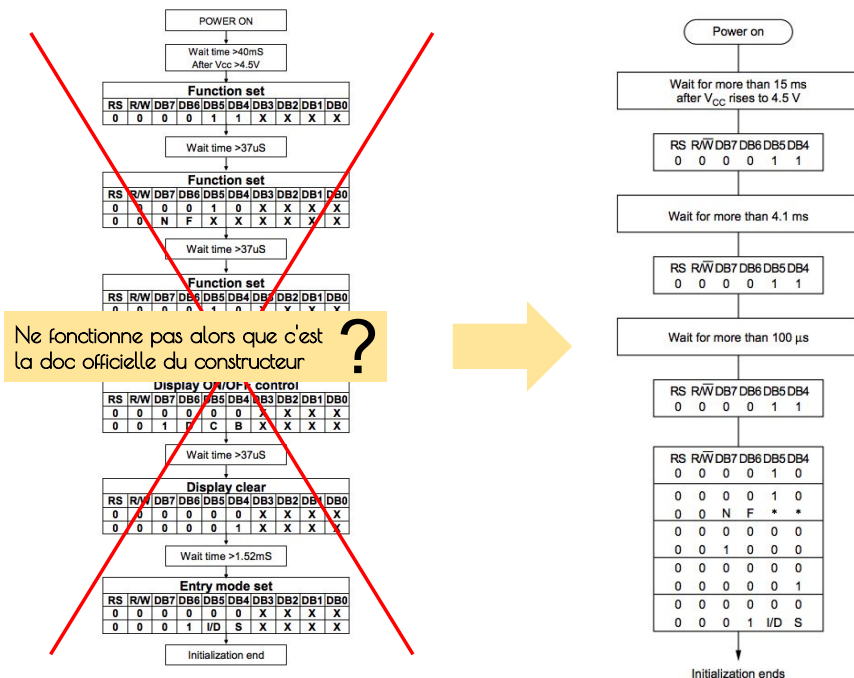 POWER ON
Wait time >40mS
After Vcc >4.5V
Function set
RS R/W DB7 DB6 DB5 DB4 DB3 DB2 DB1 DB0
0 0 0 0 1 1 X X X X
Wait time >37uS
Function set
RS R/W DB7 DB6 DB5 DB4 DB3 DB2 DB1 DB0
0 0 0 0 1 0 X X X X
0 0 N F X X X X X X
Wait time >37uS
Function set
RS R/W DB7 DB6 DB5 DB4 DB3 DB2 DB1 DB0
Ne fonctionne pas alors que c'est
la doc officielle du constructeur
?
Display ON/OFF control
RS R/W DB7 DB6 DB5 DB4 DB3 DB2 DB1 DB0
0 0 0 0 0 0 X X X X
0 0 1 D C B X X X X
Wait time >37uS
Display clear
RS R/W DB7 DB6 DB5 DB4 DB3 DB2 DB1 DB0
0 0 0 0 0 0 X X X X
0 0 0 0 0 1 X X X X
Wait time >1.52mS
Entry mode set
RS R/W DB7 DB6 DB5 DB4 DB3 DB2 DB1 DB0
0 0 0 0 0 0 X X X X
0 0 0 1 I/D S X X X X
Initialization end
Power on
Wait for more than 15 ms
after VCC rises to 4.5 V
RS R/W DB7 DB6 DB5 DB4
0 0 0 0 1 1
Wait for more than 4.1 ms
RS R/W DB7 DB6 DB5 DB4
0 0 0 0 1 1
Wait for more than 100 µs
RS R/W DB7 DB6 DB5 DB4
0 0 0 0 1 1
RS R/W DB7 DB6 DB5 DB4
0 0 0 0 1 0
0 0 0 0 1 0
0 0 N F * *
0 0 0 0 0 0
0 0 1 0 0 0
0 0 0 0 0 0
0 0 0 0 0 1
0 0 0 0 0 0
0 0 0 1 I/D S
Initialization ends